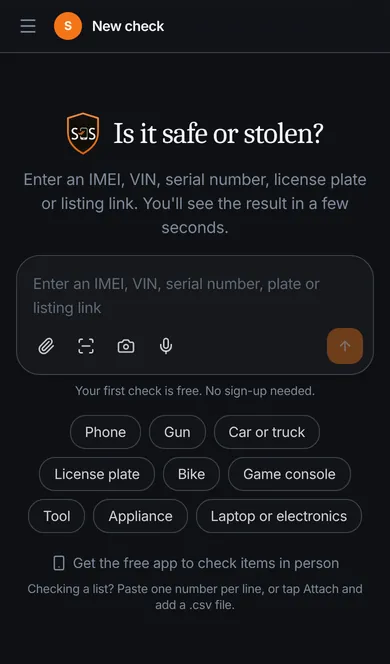 S New check
SOS Is it safe or stolen?
Enter an IMEI, VIN, serial number, license plate
or listing link. You'll see the result in a few
seconds.
Enter an IMEI, VIN, serial number, plate or
listing link
Your first check is free. No sign-up needed.
Phone Gun Car or truck
License plate Bike Game console
Tool Appliance Laptop or electronics
Get the free app to check items in person
Checking a list? Paste one number per line, or tap Attach and
add a .csv file.